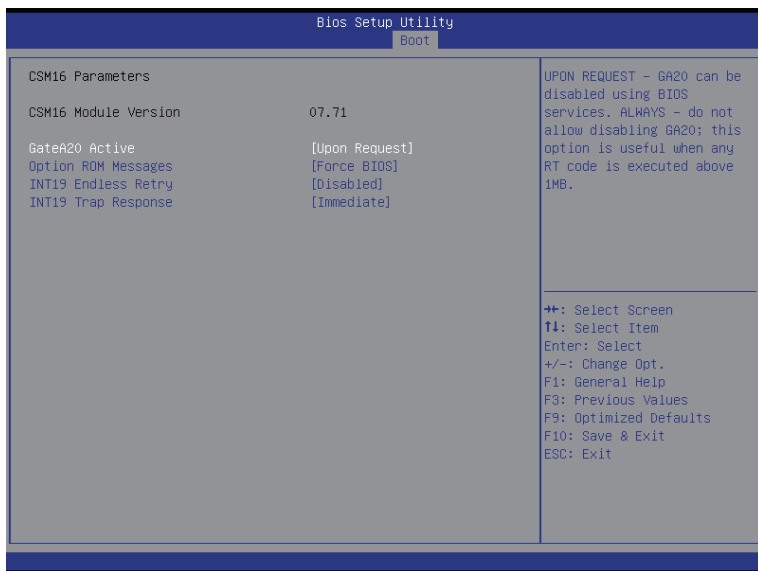 Bios Setup Utility
Boot
CSM16 Parameters
CSM16 Module Version 07.71
GateA20 Active [Upon Request]
Option ROM Messages [Force BIOS]
INT19 Endless Retry [Disabled]
INT19 Trap Response [Immediate]
UPON REQUEST - GA20 can be
disabled using BIOS
services. ALWAYS - do not
allow disabling GA20; this
option is useful when any
RT code is executed above
1MB.
→←: Select Screen
↑↓: Select Item
Enter: Select
+/-: Change Opt.
F1: General Help
F3: Previous Values
F9: Optimized Defaults
F10: Save & Exit
ESC: Exit